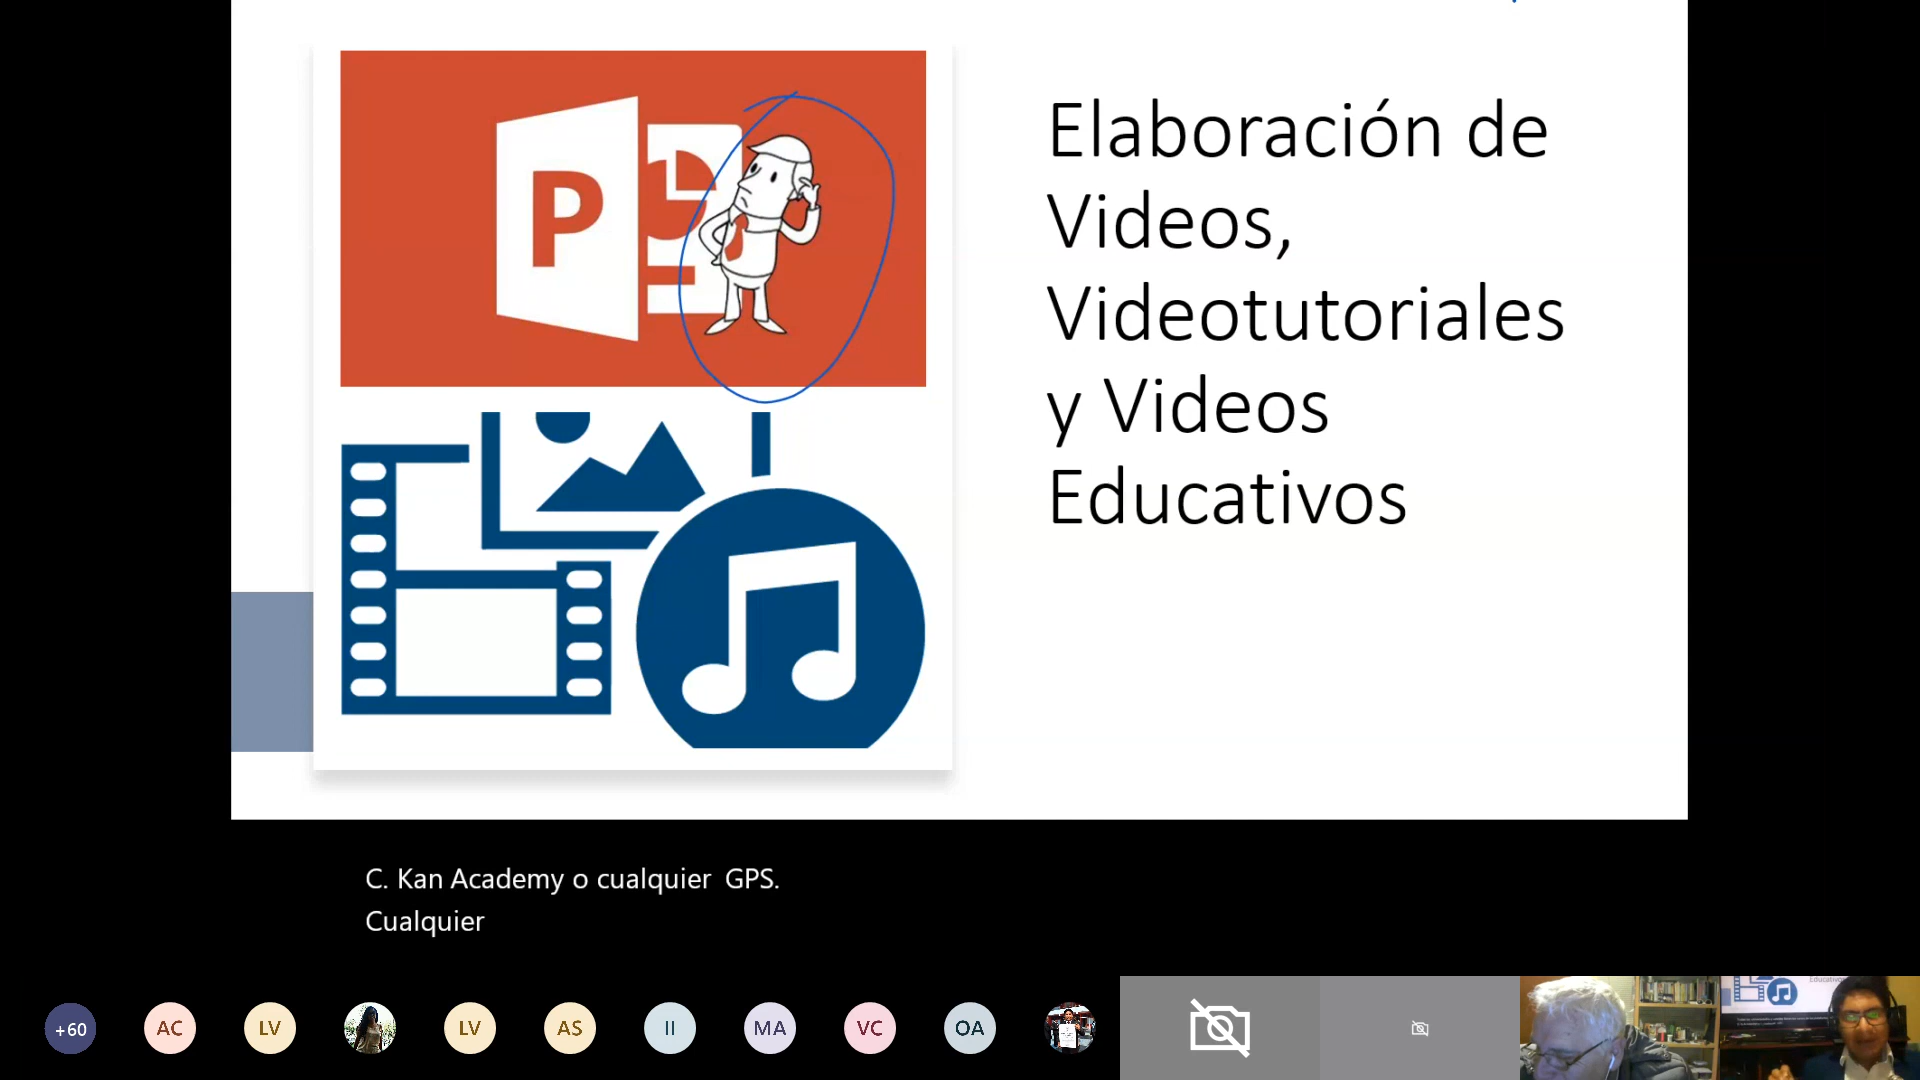 P
Elaboración de
Videos,
Videotutoriales
y Videos
Educativos
C. Kan Academy o cualquier GPS.
Cualquier
+60
AC
LV
LV
AS
II
MA
VC
OA